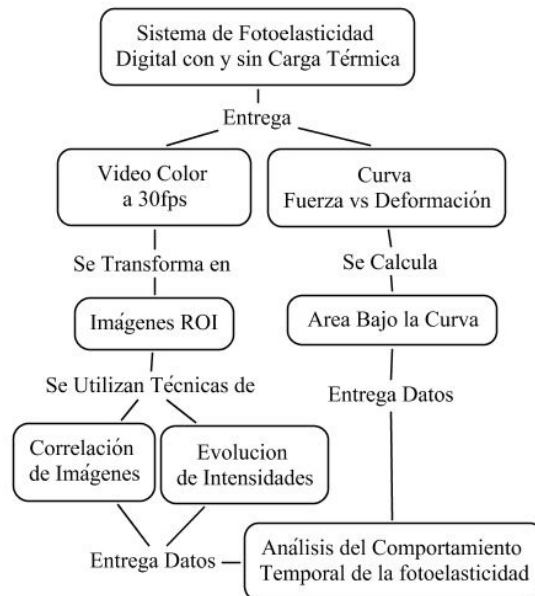 Sistema de Fotoelasticidad
Digital con y sin Carga Térmica
Entrega
Video Color
a 30fps
Curva
Fuerza vs Deformación
Se Transforma en
Se Calcula
Imágenes ROI
Area Bajo la Curva
Se Utilizan Técnicas de
Entrega Datos
Correlación
de Imágenes
Evolucion
de Intensidades
Entrega Datos
Análisis del Comportamiento
Temporal de la fotoelasticidad